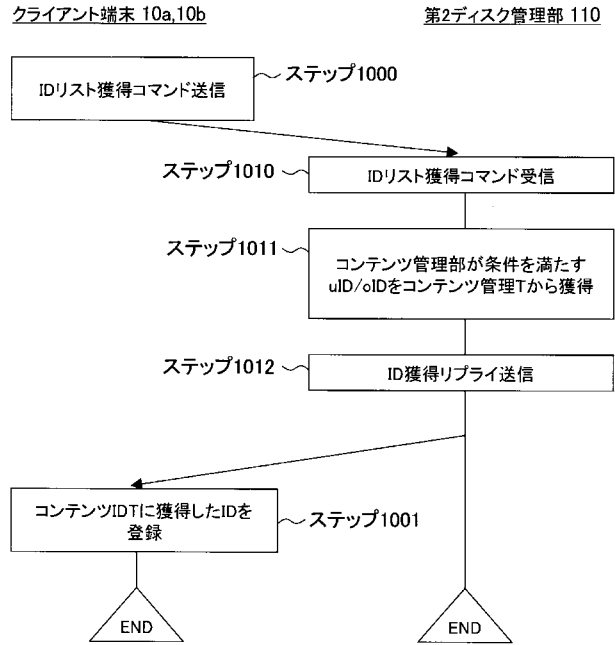 クライアント端末 10a,10b
第2ディスク管理部 110
IDリスト獲得コマンド送信
ステップ1000
ステップ1010
IDリスト獲得コマンド受信
ステップ1011
コンテンツ管理部が条件を満たす
uID/oIDをコンテンツ管理Tから獲得
ステップ1012
ID獲得リプライ送信
コンテンツIDTに獲得したIDを
登録
ステップ1001
END
END